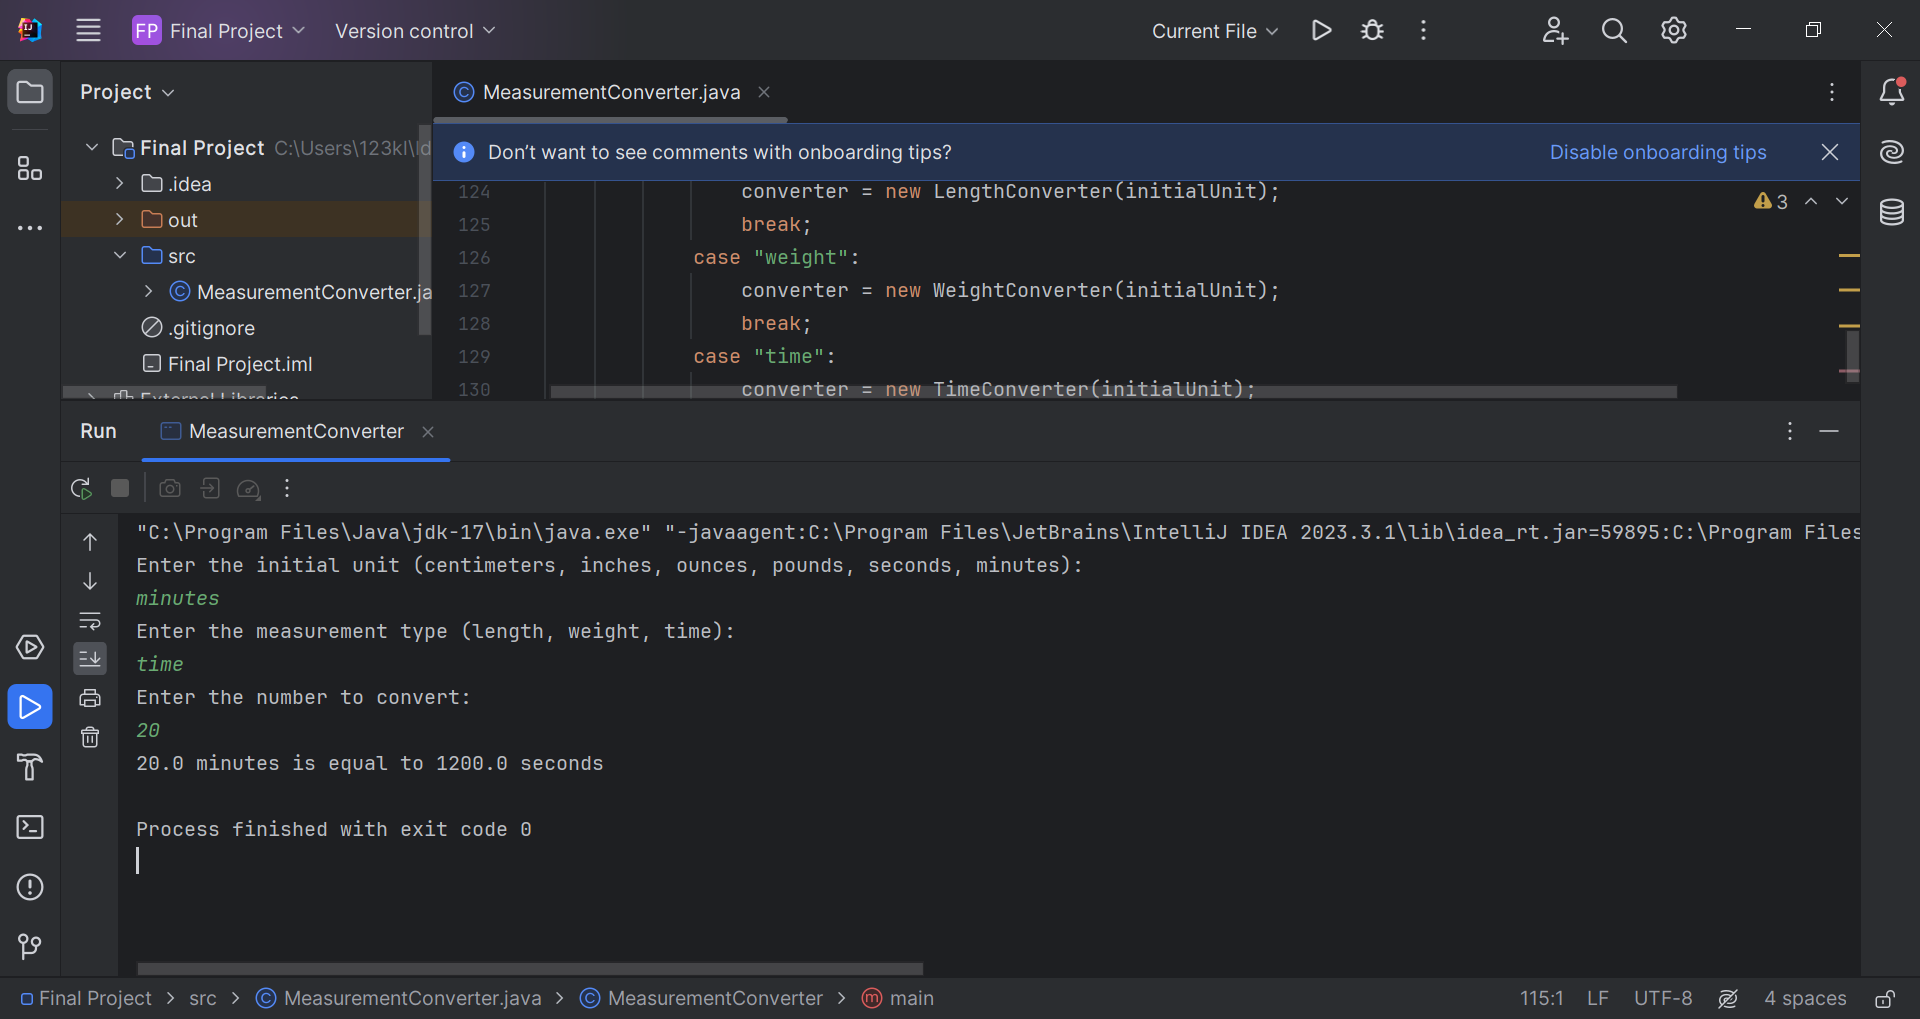 FP Final Project Version control Current File
Project
MeasurementConverter.java
Final Project C:\Users\123kl\Id
Don't want to see comments with onboarding tips? Disable onboarding tips
.idea
out
src
MeasurementConverter.ja
.gitignore
Final Project.iml
External Libraries
124 converter = new LengthConverter(initialUnit);
125 break;
126 case "weight":
127 converter = new WeightConverter(initialUnit);
128 break;
129 case "time":
130 converter = new TimeConverter(initialUnit);
3
Run MeasurementConverter
"C:\Program Files\Java\jdk-17\bin\java.exe" "-javaagent:C:\Program Files\JetBrains\IntelliJ IDEA 2023.3.1\lib\idea_rt.jar=59895:C:\Program Files
Enter the initial unit (centimeters, inches, ounces, pounds, seconds, minutes):
minutes
Enter the measurement type (length, weight, time):
time
Enter the number to convert:
20
20.0 minutes is equal to 1200.0 seconds
Process finished with exit code 0
Final Project > src > MeasurementConverter.java > MeasurementConverter > main 115:1 LF UTF-8 4 spaces